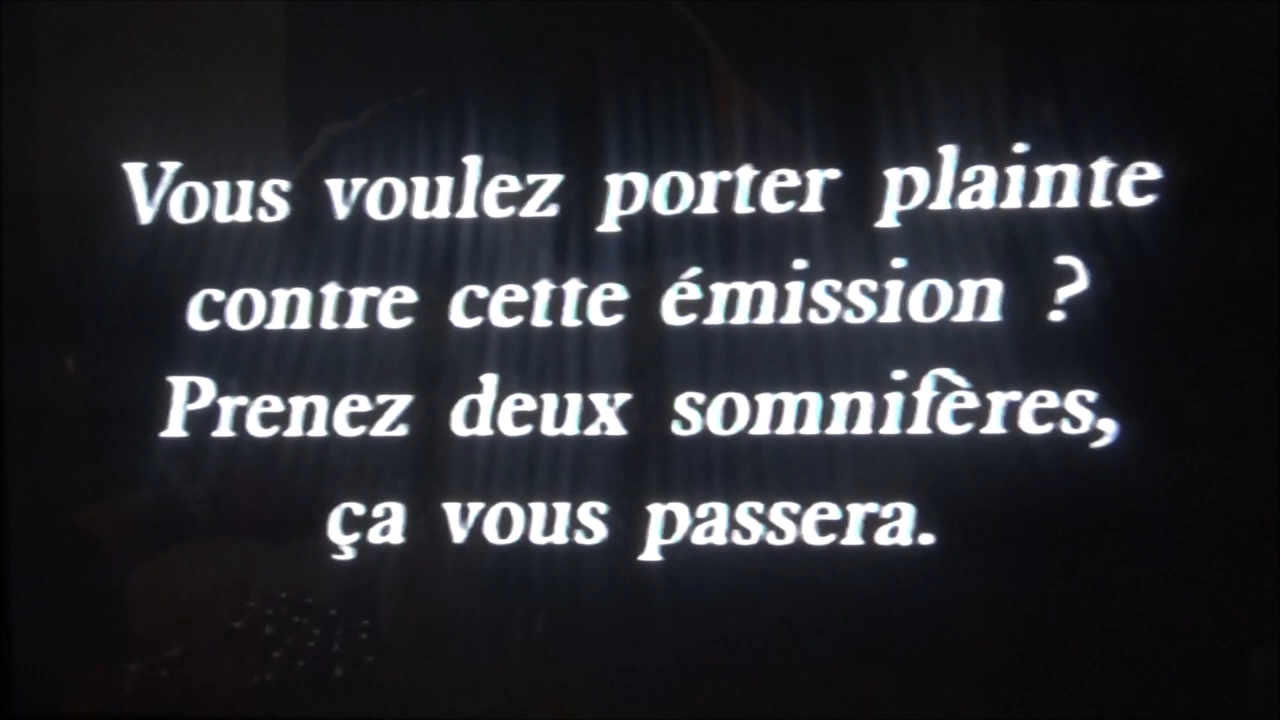 Vous voulez porter plainte
contre cette émission ?
Prenez deux somnifères,
ça vous passera.